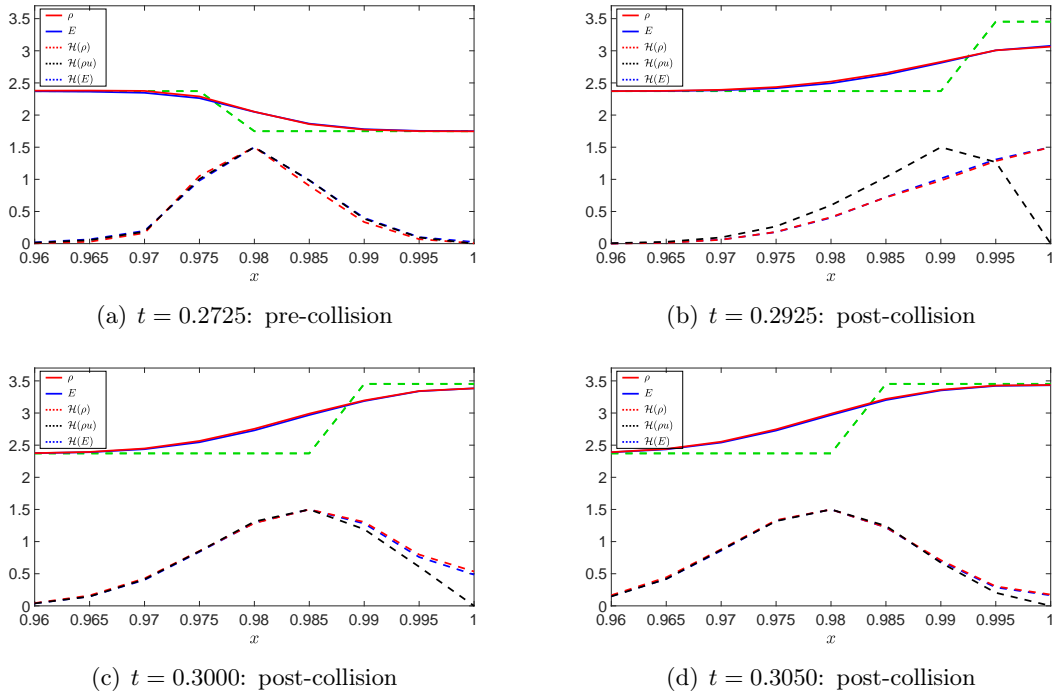 3.5
3
2.5
2
1.5
1
0.5
0
ρ
E
H(ρ)
H(ρu)
H(E)
0.96 0.965 0.97 0.975 0.98 0.985 0.99 0.995 1
x
(a) t = 0.2725: pre-collision
3.5
3
2.5
2
1.5
1
0.5
0
ρ
E
H(ρ)
H(ρu)
H(E)
0.96 0.965 0.97 0.975 0.98 0.985 0.99 0.995 1
x
(b) t = 0.2925: post-collision
3.5
3
2.5
2
1.5
1
0.5
0
ρ
E
H(ρ)
H(ρu)
H(E)
0.96 0.965 0.97 0.975 0.98 0.985 0.99 0.995 1
x
(c) t = 0.3000: post-collision
3.5
3
2.5
2
1.5
1
0.5
0
ρ
E
H(ρ)
H(ρu)
H(E)
0.96 0.965 0.97 0.975 0.98 0.985 0.99 0.995 1
x
(d) t = 0.3050: post-collision